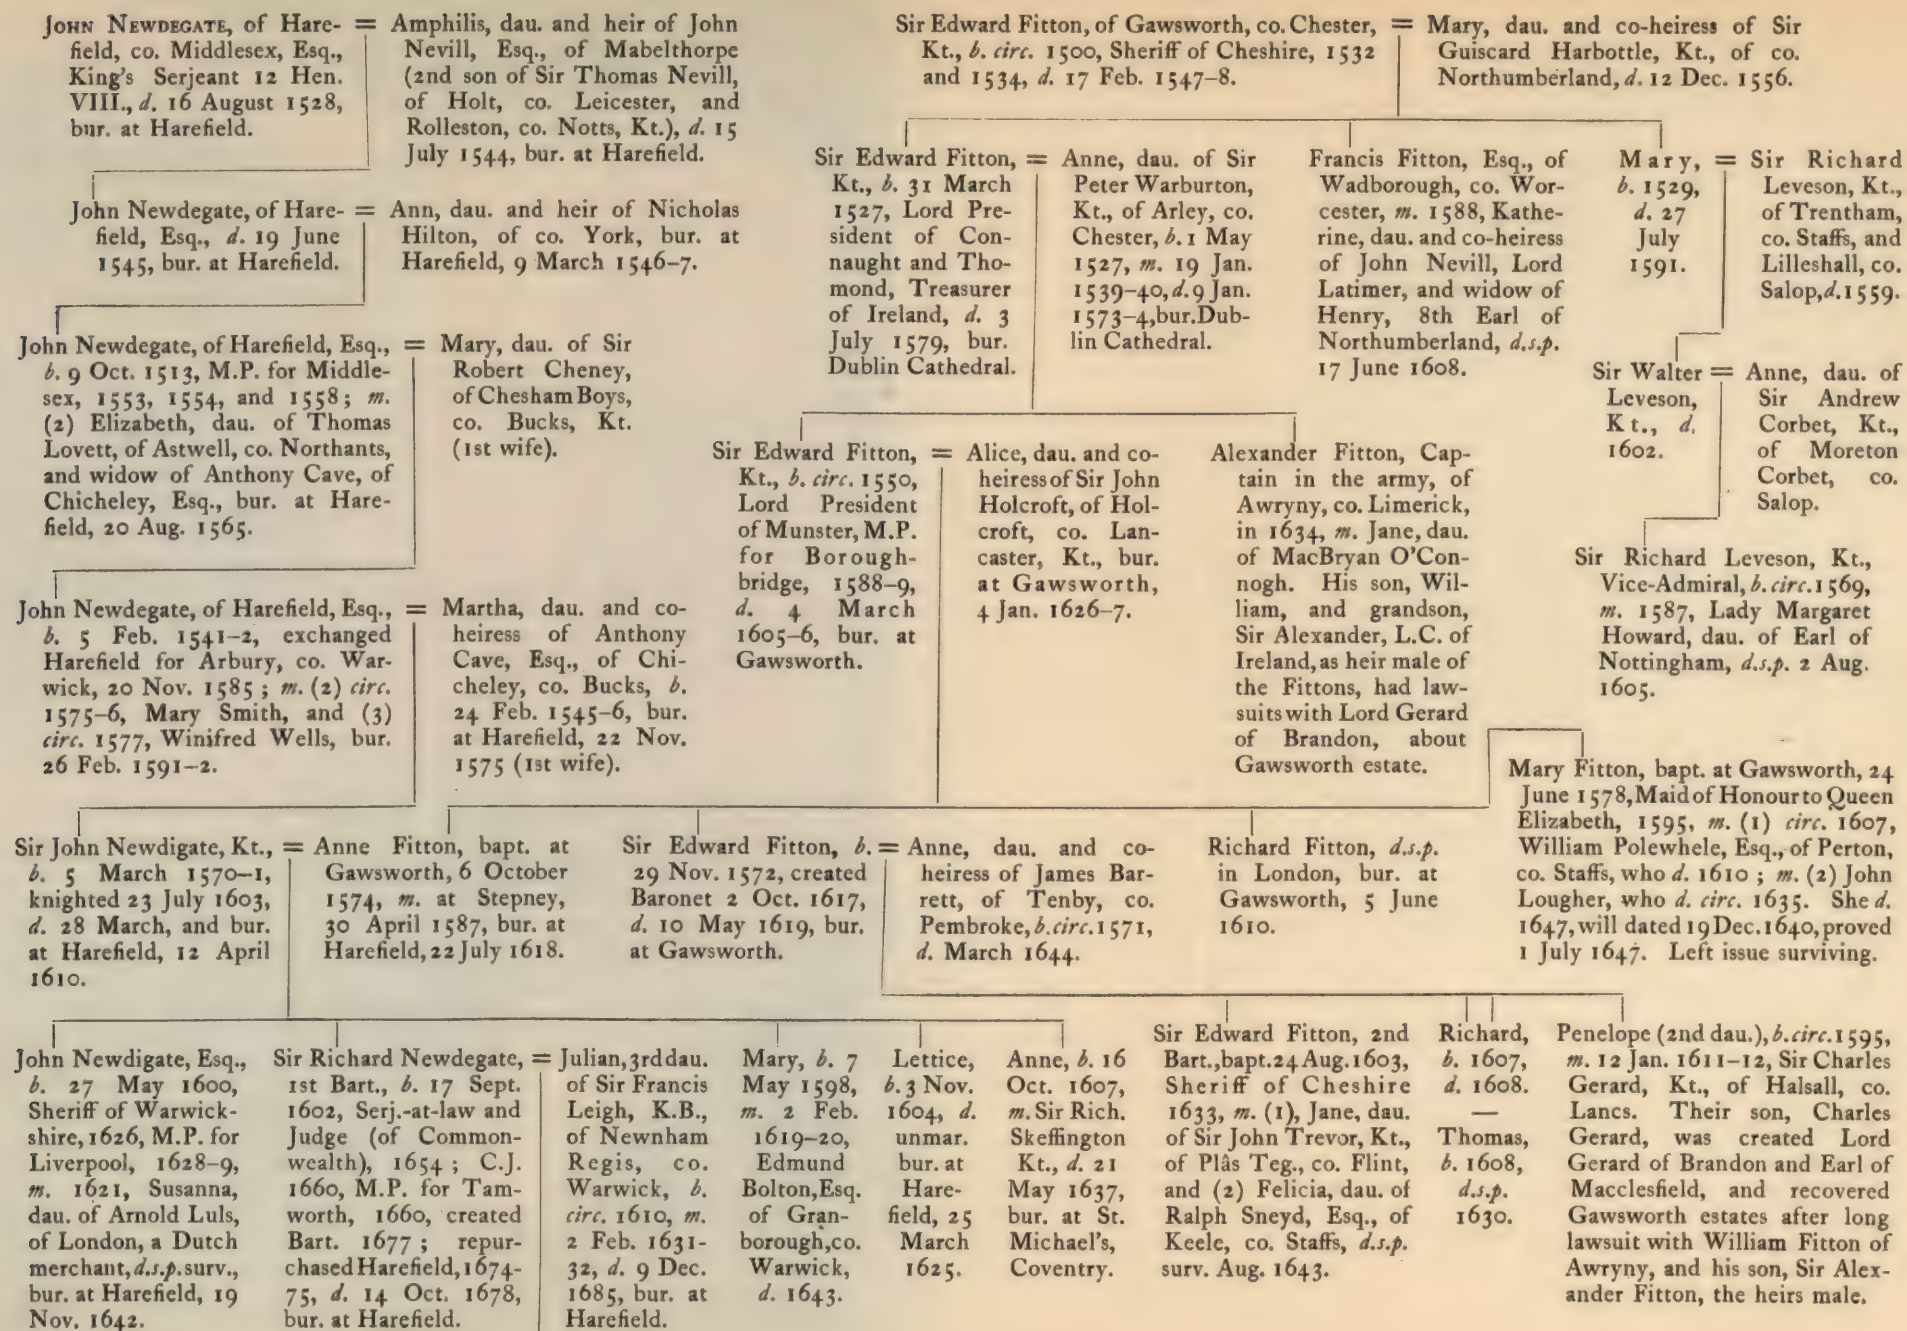 JOHN NEWDEGATE, of Hare-
field, co. Middlesex, Esq.,
King's Serjeant 12 Hen.
VIII., d. 16 August 1528,
bur. at Harefield.
=
Amphilis, dau. and heir of John
Nevill, Esq., of Mabelthorpe
(2nd son of Sir Thomas Nevill,
of Holt, co. Leicester, and
Rolleston, co. Notts, Kt.), d. 15
July 1544, bur. at Harefield.
Sir Edward Fitton, of Gawsworth, co. Chester,
Kt., b. circ. 1500, Sheriff of Cheshire, 1532
and 1534, d. 17 Feb. 1547-8.
=
Mary, dau. and co-heiress of Sir
Guiscard Harbottle, Kt., of co.
Northumberland, d. 12 Dec. 1556.
John Newdegate, of Hare-
field, Esq., d. 19 June
1545, bur. at Harefield.
=
Ann, dau. and heir of Nicholas
Hilton, of co. York, bur. at
Harefield, 9 March 1546-7.
Sir Edward Fitton,
Kt., b. 31 March
1527, Lord Pre-
sident of Con-
naught and Tho-
mond, Treasurer
of Ireland, d. 3
July 1579, bur.
Dublin Cathedral.
=
Anne, dau. of Sir
Peter Warburton,
Kt., of Arley, co.
Chester, b. 1 May
1527, m. 19 Jan.
1539-40, d. 9 Jan.
1573-4, bur. Dub-
lin Cathedral.
Francis Fitton, Esq., of
Wadborough, co. Wor-
cester, m. 1588, Kathe-
rine, dau. and co-heiress
of John Nevill, Lord
Latimer, and widow of
Henry, 8th Earl of
Northumberland, d.s.p.
17 June 1608.
Mary,
b. 1529,
d. 27
July
1591.
=
Sir Richard
Leveson, Kt.,
of Trentham,
co. Staffs, and
Lilleshall, co.
Salop, d. 1559.
John Newdegate, of Harefield, Esq.,
b. 9 Oct. 1513, M.P. for Middle-
sex, 1553, 1554, and 1558; m.
(2) Elizabeth, dau. of Thomas
Lovett, of Astwell, co. Northants,
and widow of Anthony Cave, of
Chicheley, Esq., bur. at Hare-
field, 20 Aug. 1565.
=
Mary, dau. of Sir
Robert Cheney,
of Chesham Boys,
co. Bucks, Kt.
(1st wife).
Sir Walter
Leveson,
Kt., d.
1602.
=
Anne, dau. of
Sir Andrew
Corbet, Kt.,
of Moreton
Corbet, co.
Salop.
Sir Edward Fitton,
Kt., b. circ. 1550,
Lord President
of Munster, M.P.
for Borough-
bridge, 1588-9,
d. 4 March
1605-6, bur. at
Gawsworth.
=
Alice, dau. and co-
heiress of Sir John
Holcroft, of Hol-
croft, co. Lan-
caster, Kt., bur.
at Gawsworth,
4 Jan. 1626-7.
Alexander Fitton, Cap-
tain in the army, of
Awryny, co. Limerick,
in 1634, m. Jane, dau.
of MacBryan O'Con-
nogh. His son, Wil-
liam, and grandson,
Sir Alexander, L.C. of
Ireland, as heir male of
the Fittons, had law-
suits with Lord Gerard
of Brandon, about
Gawsworth estate.
Sir Richard Leveson, Kt.,
Vice-Admiral, b. circ. 1569,
m. 1587, Lady Margaret
Howard, dau. of Earl of
Nottingham, d.s.p. 2 Aug.
1605.
John Newdegate, of Harefield, Esq.,
b. 5 Feb. 1541-2, exchanged
Harefield for Arbury, co. War-
wick, 20 Nov. 1585; m. (2) circ.
1575-6, Mary Smith, and (3)
circ. 1577, Winifred Wells, bur.
26 Feb. 1591-2.
=
Martha, dau. and co-
heiress of Anthony
Cave, Esq., of Chi-
cheley, co. Bucks, b.
24 Feb. 1545-6, bur.
at Harefield, 22 Nov.
1575 (1st wife).
Mary Fitton, bapt. at Gawsworth, 24
June 1578, Maid of Honour to Queen
Elizabeth, 1595, m. (1) circ. 1607,
William Polewhele, Esq., of Perton,
co. Staffs, who d. 1610; m. (2) John
Lougher, who d. circ. 1635. She d.
1647, will dated 19 Dec. 1640, proved
1 July 1647. Left issue surviving.
Sir John Newdigate, Kt.,
b. 5 March 1570-1,
knighted 23 July 1603,
d. 28 March, and bur.
at Harefield, 12 April
1610.
=
Anne Fitton, bapt. at
Gawsworth, 6 October
1574, m. at Stepney,
30 April 1587, bur. at
Harefield, 22 July 1618.
Sir Edward Fitton, b.
29 Nov. 1572, created
Baronet 2 Oct. 1617,
d. 10 May 1619, bur.
at Gawsworth.
=
Anne, dau. and co-
heiress of James Bar-
rett, of Tenby, co.
Pembroke, b. circ. 1571,
d. March 1644.
Richard Fitton, d.s.p.
in London, bur. at
Gawsworth, 5 June
1610.
John Newdigate, Esq.,
b. 27 May 1600,
Sheriff of Warwick-
shire, 1626, M.P. for
Liverpool, 1628-9,
m. 1621, Susanna,
dau. of Arnold Luls,
of London, a Dutch
merchant, d.s.p. surv.,
bur. at Harefield, 19
Nov. 1642.
Sir Richard Newdegate,
1st Bart., b. 17 Sept.
1602, Serj.-at-law and
Judge (of Common-
wealth), 1654; C.J.
1660, M.P. for Tam-
worth, 1660, created
Bart. 1677; repur-
chased Harefield, 1674-
75, d. 14 Oct. 1678,
bur. at Harefield.
=
Julian, 3rd dau.
of Sir Francis
Leigh, K.B.,
of Newnham
Regis, co.
Warwick, b.
circ. 1610, m.
2 Feb. 1631-
32, d. 9 Dec.
1685, bur. at
Harefield.
Mary, b. 7
May 1598,
m. 2 Feb.
1619-20,
Edmund
Bolton, Esq.
of Gran-
borough, co.
Warwick,
d. 1643.
Lettice,
b. 3 Nov.
1604, d.
unmar.
bur. at
Hare-
field, 25
March
1625.
Anne, b. 16
Oct. 1607,
m. Sir Rich.
Skeffington
Kt., d. 21
May 1637,
bur. at St.
Michael's,
Coventry.
Sir Edward Fitton, 2nd
Bart., bapt. 24 Aug. 1603,
Sheriff of Cheshire
1633, m. (1), Jane, dau.
of Sir John Trevor, Kt.,
of Plâs Teg., co. Flint,
and (2) Felicia, dau. of
Ralph Sneyd, Esq., of
Keele, co. Staffs, d.s.p.
surv. Aug. 1643.
Richard,
b. 1607,
d. 1608.
—
Thomas,
b. 1608,
d.s.p.
1630.
Penelope (2nd dau.), b. circ. 1595,
m. 12 Jan. 1611-12, Sir Charles
Gerard, Kt., of Halsall, co.
Lancs. Their son, Charles
Gerard, was created Lord
Gerard of Brandon and Earl of
Macclesfield, and recovered
Gawsworth estates after long
lawsuit with William Fitton of
Awryny, and his son, Sir Alex-
ander Fitton, the heirs male.